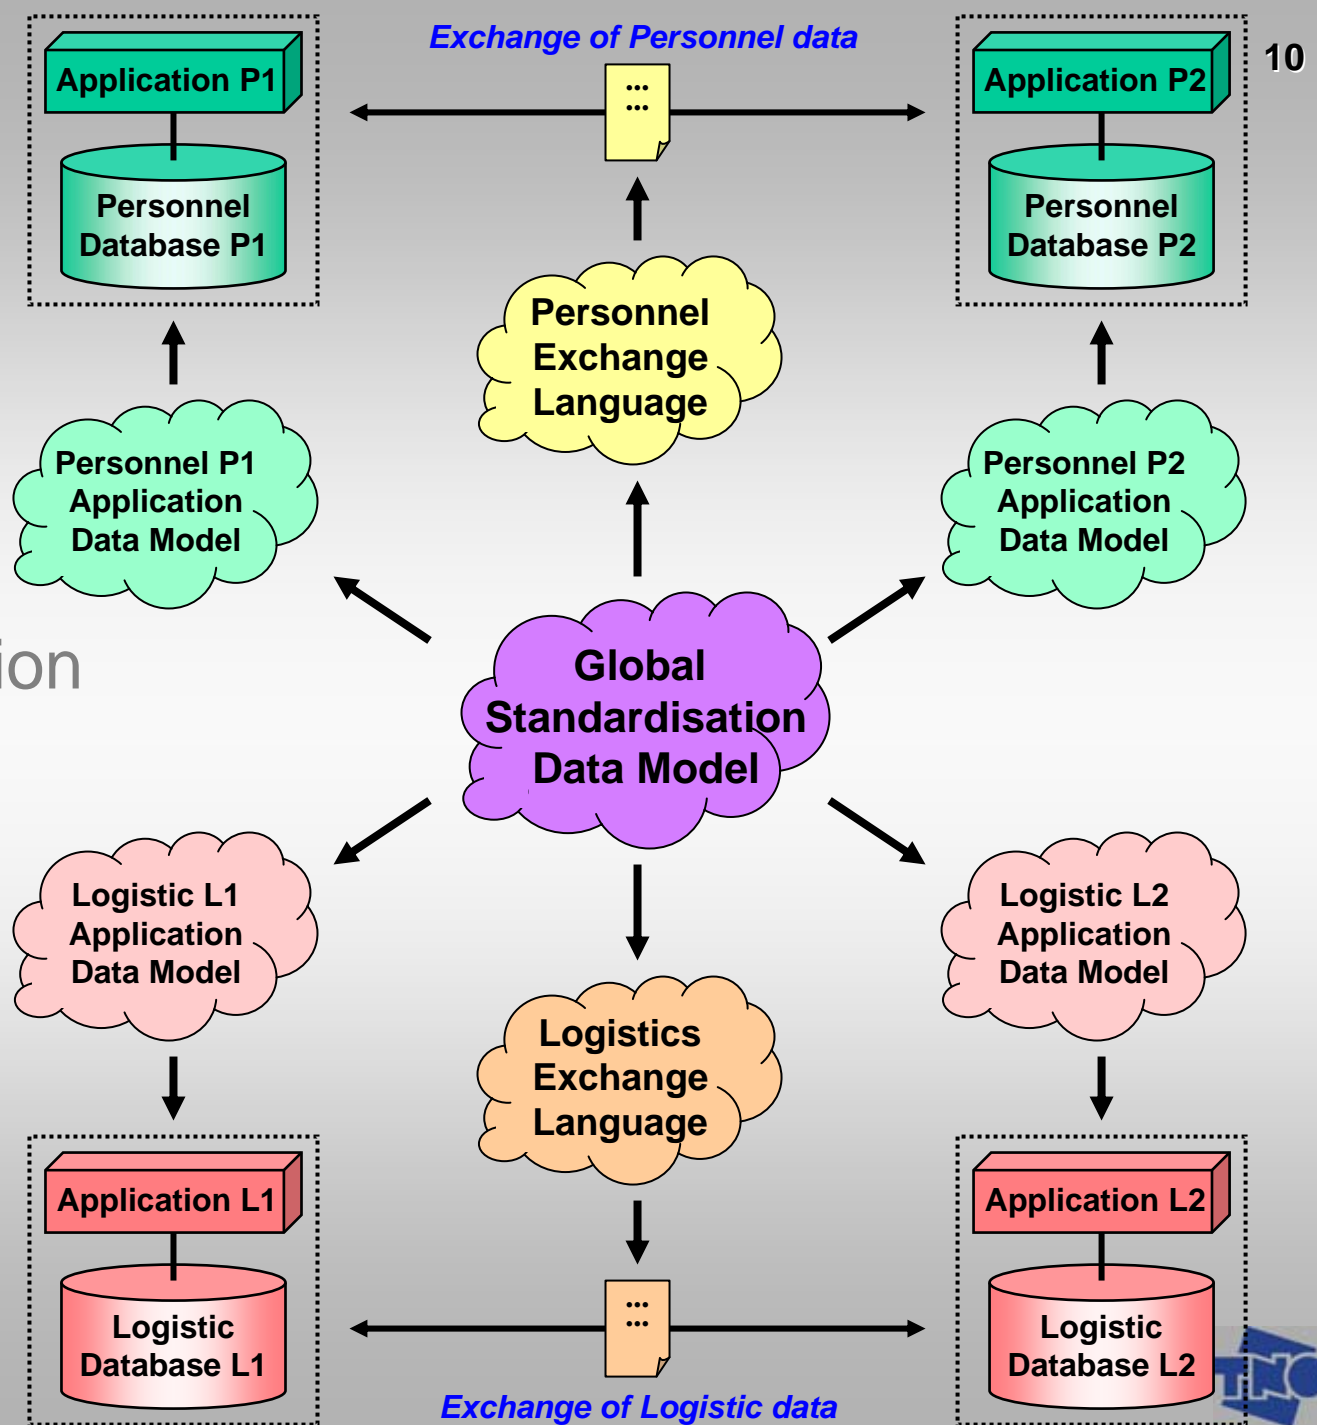 Exchange of Personnel data
10
Application P1
Application P2
...
...
Personnel
Database P1
Personnel
Database P2
Personnel
Exchange
Language
Personnel P1
Application
Data Model
Personnel P2
Application
Data Model
ion
Global
Standardisation
Data Model
Logistic L1
Application
Data Model
Logistic L2
Application
Data Model
Logistics
Exchange
Language
Application L1
Application L2
...
...
Logistic
Database L1
Logistic
Database L2
TNO
Exchange of Logistic data